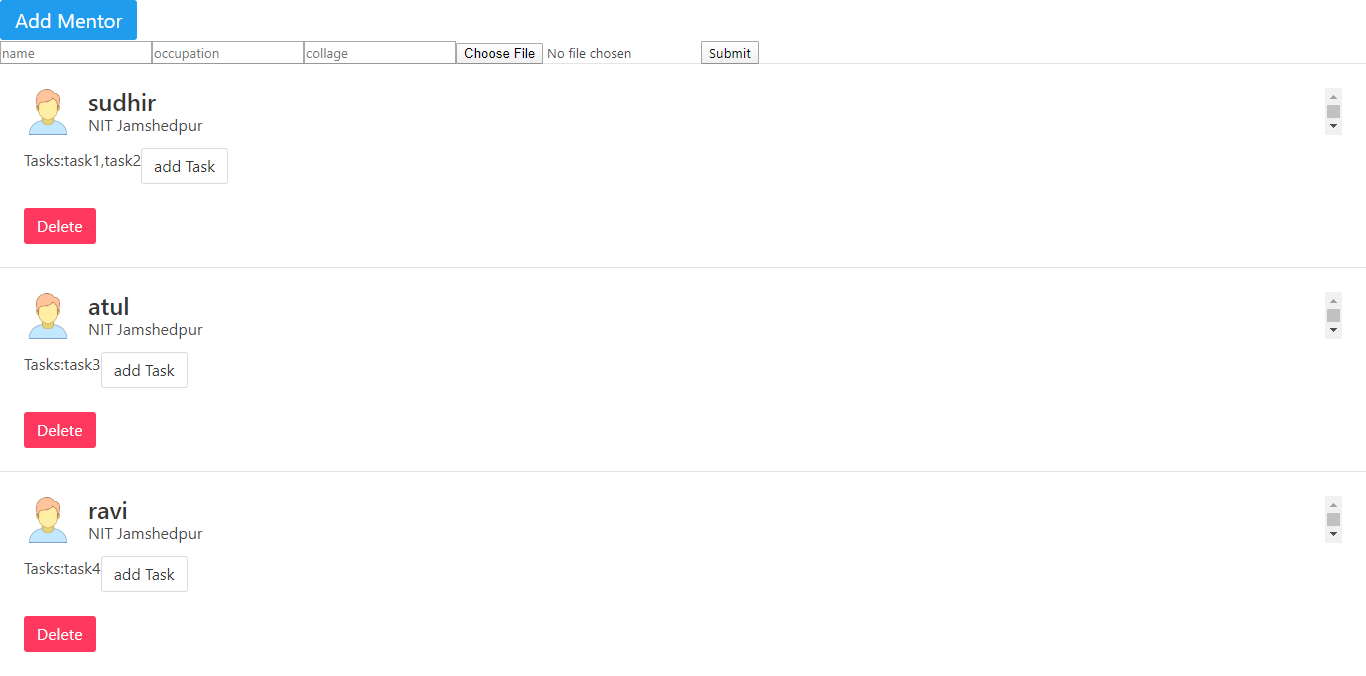 Add Mentor
name occupation collage Choose File No file chosen Submit
sudhir
NIT Jamshedpur
Tasks:task1,task2 add Task
Delete
atul
NIT Jamshedpur
Tasks:task3 add Task
Delete
ravi
NIT Jamshedpur
Tasks:task4 add Task
Delete